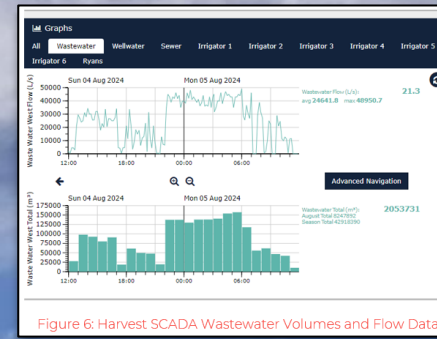 Graphs
All Wastewater Wellwater Sewer Irrigator 1 Irrigator 2 Irrigator 3 Irrigator 4 Irrigator 5
Irrigator 6 Ryans
Sun 04 Aug 2024 Mon 05 Aug 2024
Waste Water West Flow (L/s)
50000
40000
30000
20000
10000
0
12:00 18:00 00:00 06:00
Wastewater Flow (L/s): 21.3
avg 24641.8 max 48950.7
Advanced Navigation
Sun 04 Aug 2024 Mon 05 Aug 2024
Waste Water West Total (m³)
175000
150000
125000
100000
75000
50000
25000
0
12:00 18:00 00:00 06:00
Wastewater Total (m³): 2053731
August Total 8247892
Season Total 42918390
Figure 6: Harvest SCADA Wastewater Volumes and Flow Data